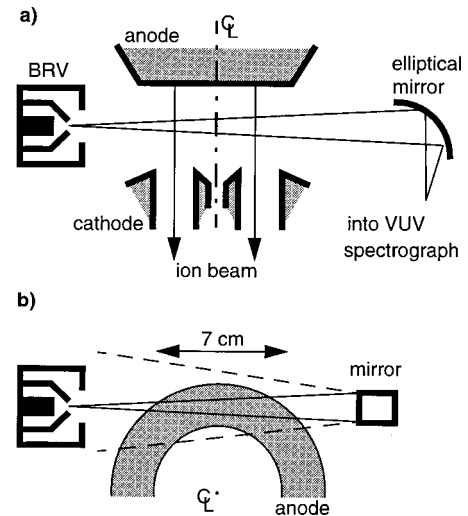 a)
℄
anode
BRV
elliptical
mirror
cathode
into VUV
spectrograph
ion beam
b)
7 cm
mirror
℄
anode